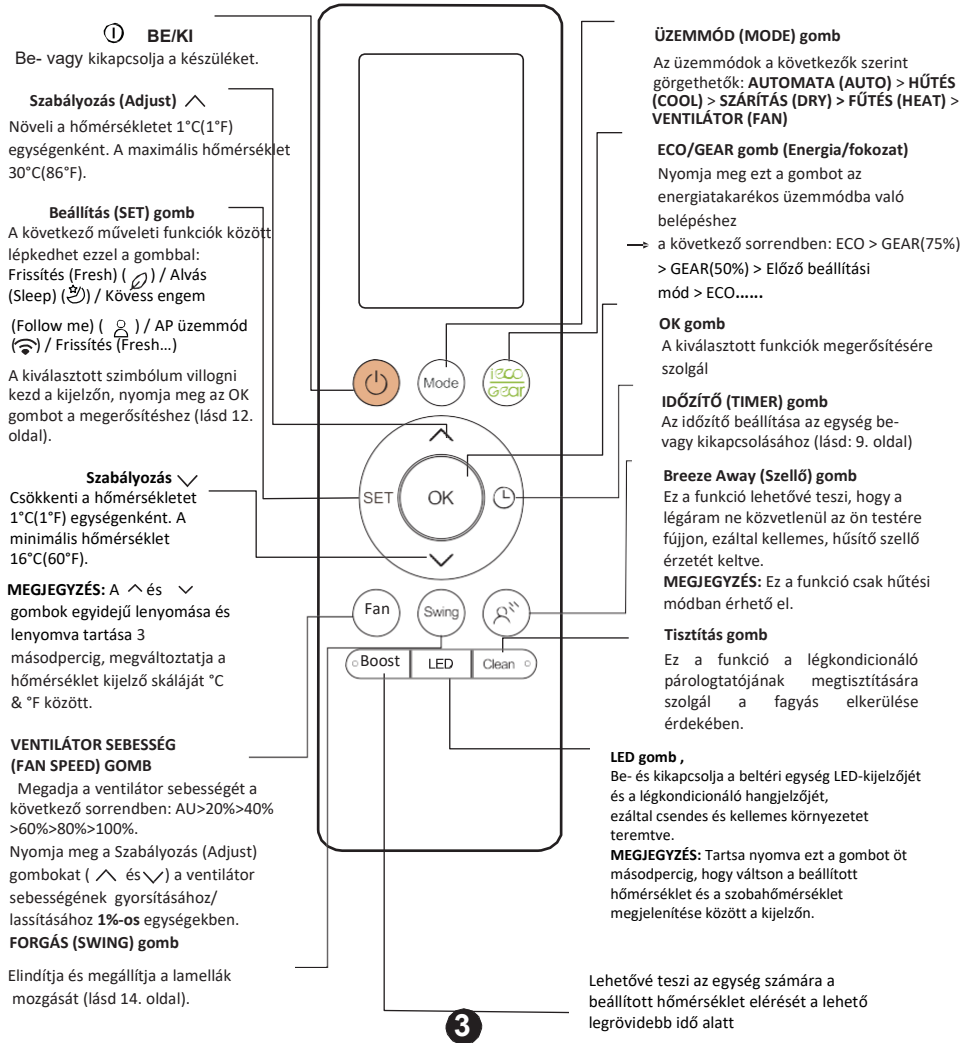 BE/KI
Be- vagy kikapcsolja a készüléket.
Szabályozás (Adjust)
Növeli a hőmérsékletet 1°C(1°F)
egységenként. A maximális hőmérséklet
30°C(86°F).
Beállítás (SET) gomb
A következő műveleti funkciók között
lépkedhet ezzel a gombbal:
Frissítés (Fresh) ( ) / Alvás
(Sleep) ( ) / Kövess engem
(Follow me) ( ) / AP üzemmód
( ) / Frissítés (Fresh...)
A kiválasztott szimbólum villogni
kezd a kijelzőn, nyomja meg az OK
gombot a megerősítéshez (lásd 12.
oldal).
Szabályozás
Csökkenti a hőmérsékletet
1°C(1°F) egységenként. A
minimális hőmérséklet
16°C(60°F).
MEGJEGYZÉS: A és
gombok egyidejű lenyomása és
lenyomva tartása 3
másodpercig, megváltoztatja a
hőmérséklet kijelző skáláját °C
& °F között.
VENTILÁTOR SEBESSÉG
(FAN SPEED) GOMB
Megadja a ventilátor sebességét a
következő sorrendben: AU>20%>40%
>60%>80%>100%.
Nyomja meg a Szabályozás (Adjust)
gombokat ( és ) a ventilátor
sebességének gyorsításához/
lassításához 1%-os egységekben.
FORGÁS (SWING) gomb
Elindítja és megállítja a lamellák
mozgását (lásd 14. oldal).
Mode
ieco
Gear
SET
OK
Fan
Swing
Boost
LED
Clean
ÜZEMMÓD (MODE) gomb
Az üzemmódok a következők szerint
görgethetők: AUTOMATA (AUTO) > HŰTÉS
(COOL) > SZÁRÍTÁS (DRY) > FŰTÉS (HEAT) >
VENTILÁTOR (FAN)
ECO/GEAR gomb (Energia/fokozat)
Nyomja meg ezt a gombot az
energiatakarékos üzemmódba való
belépéshez
a következő sorrendben: ECO > GEAR(75%)
> GEAR(50%) > Előző beállítási
mód > ECO......
OK gomb
A kiválasztott funkciók megerősítésére
szolgál
IDŐZÍTŐ (TIMER) gomb
Az időzítő beállítása az egység be-
vagy kikapcsolásához (lásd: 9. oldal)
Breeze Away (Szellő) gomb
Ez a funkció lehetővé teszi, hogy a
légáram ne közvetlenül az ön testére
fújjon, ezáltal kellemes, hűsítő szellő
érzetét keltve.
MEGJEGYZÉS: Ez a funkció csak hűtési
módban érhető el.
Tisztítás gomb
Ez a funkció a légkondicionáló
párologtatójának megtisztítására
szolgál a fagyás elkerülése
érdekében.
LED gomb ,
Be- és kikapcsolja a beltéri egység LED-kijelzőjét
és a légkondicionáló hangjelzőjét,
ezáltal csendes és kellemes környezetet
teremtve.
MEGJEGYZÉS: Tartsa nyomva ezt a gombot öt
másodpercig, hogy váltson a beállított
hőmérséklet és a szobahőmérséklet
megjelenítése között a kijelzőn.
Lehetővé teszi az egység számára a
beállított hőmérséklet elérését a lehető
legrövidebb idő alatt
3